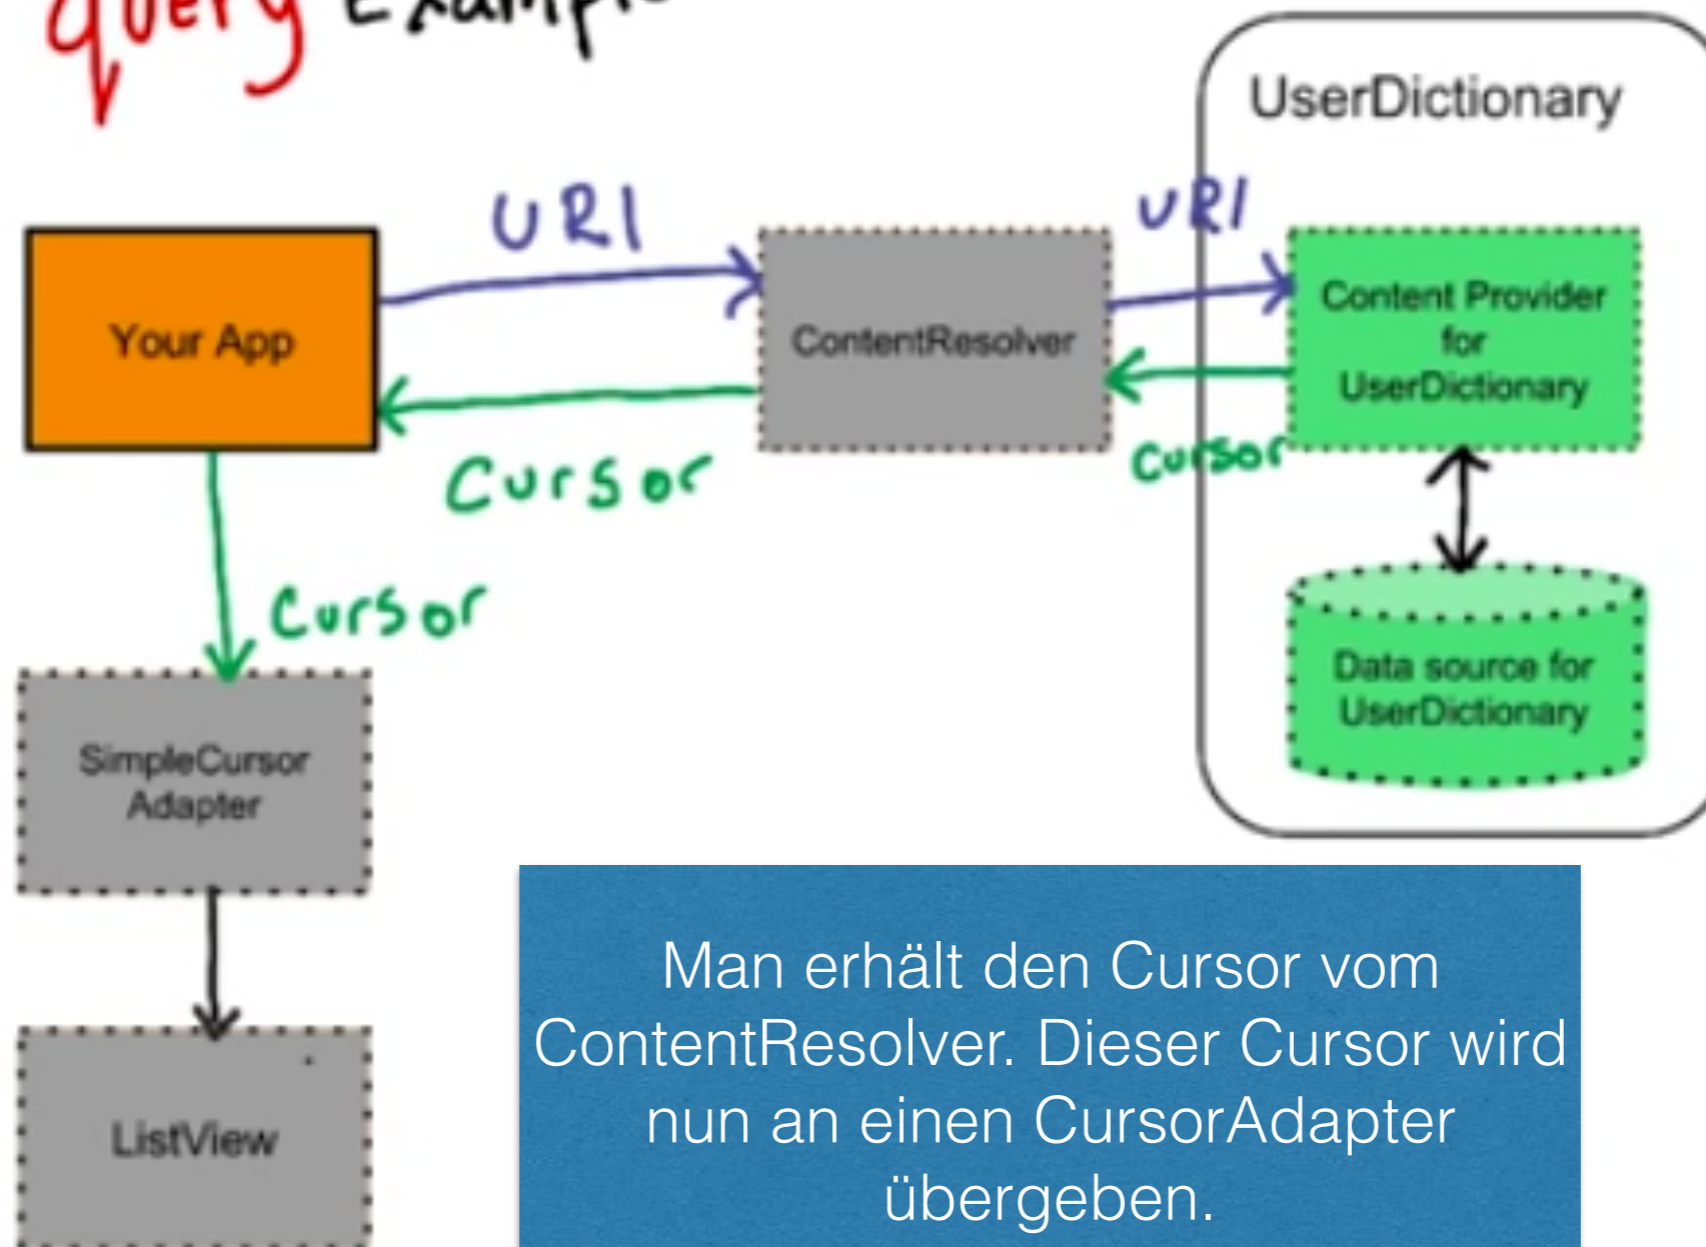 query Example
UserDictionary
URI
URI
Your App
ContentResolver
Content Provider
for
UserDictionary
Cursor
Cursor
Cursor
Data source for
UserDictionary
SimpleCursor
Adapter
ListView
Man erhält den Cursor vom
ContentResolver. Dieser Cursor wird
nun an einen CursorAdapter
übergeben.